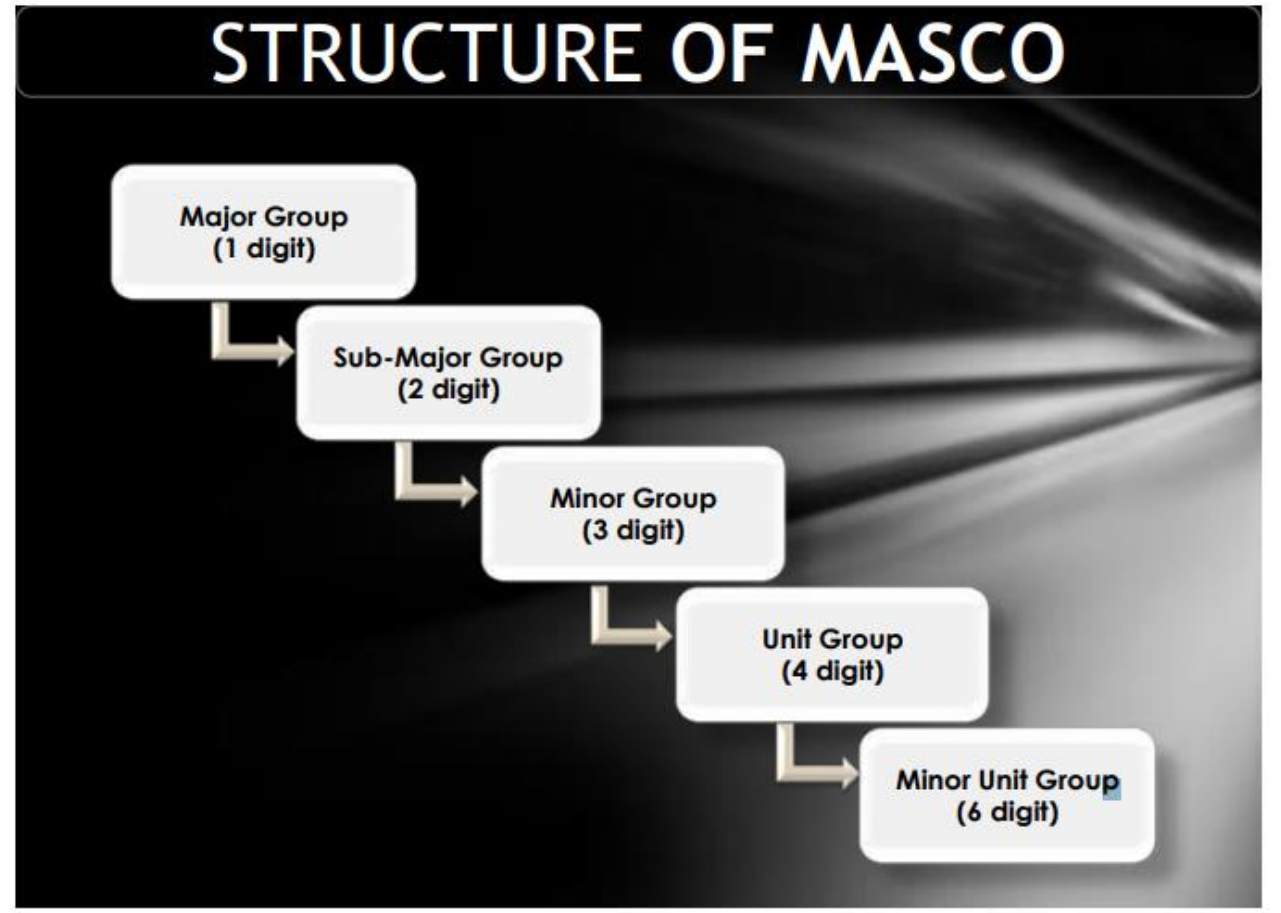 STRUCTURE OF MASCO
Major Group
(1 digit)
Sub-Major Group
(2 digit)
Minor Group
(3 digit)
Unit Group
(4 digit)
Minor Unit Group
(6 digit)